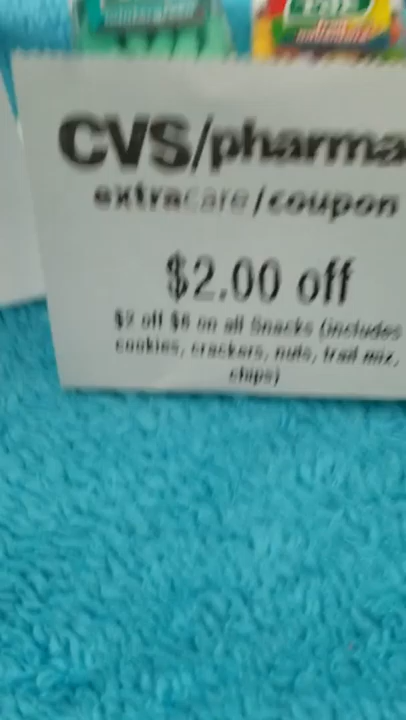 CVS/pharma
extracare/coupon
$2.00 off
$2 off $6 on all Snacks (includes
cookies, crackers, nuts, trail mix,
chips)